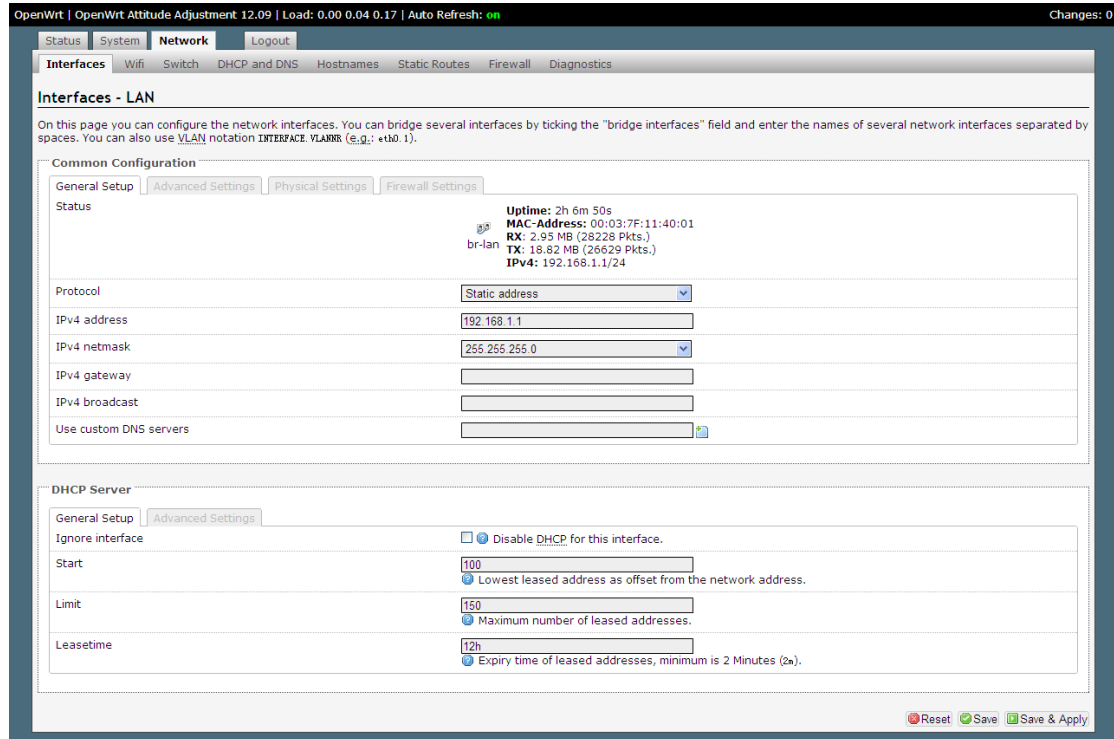 OpenWrt | OpenWrt Attitude Adjustment 12.09 | Load: 0.00 0.04 0.17 | Auto Refresh: on Changes: 0
Status System Network Logout
Interfaces Wifi Switch DHCP and DNS Hostnames Static Routes Firewall Diagnostics
Interfaces - LAN
On this page you can configure the network interfaces. You can bridge several interfaces by ticking the "bridge interfaces" field and enter the names of several network interfaces separated by
spaces. You can also use VLAN notation INTERFACE.VLANNR (e.g.: eth0.1).
Common Configuration
General Setup Advanced Settings Physical Settings Firewall Settings
Status
Uptime: 2h 6m 50s
MAC-Address: 00:03:7F:11:40:01
RX: 2.95 MB (28228 Pkts.)
br-lan TX: 18.82 MB (26629 Pkts.)
IPv4: 192.168.1.1/24
Protocol Static address
IPv4 address 192.168.1.1
IPv4 netmask 255.255.255.0
IPv4 gateway
IPv4 broadcast
Use custom DNS servers
DHCP Server
General Setup Advanced Settings
Ignore interface Disable DHCP for this interface.
Start 100
Lowest leased address as offset from the network address.
Limit 150
Maximum number of leased addresses.
Leasetime 12h
Expiry time of leased addresses, minimum is 2 Minutes (2m).
Reset Save Save & Apply